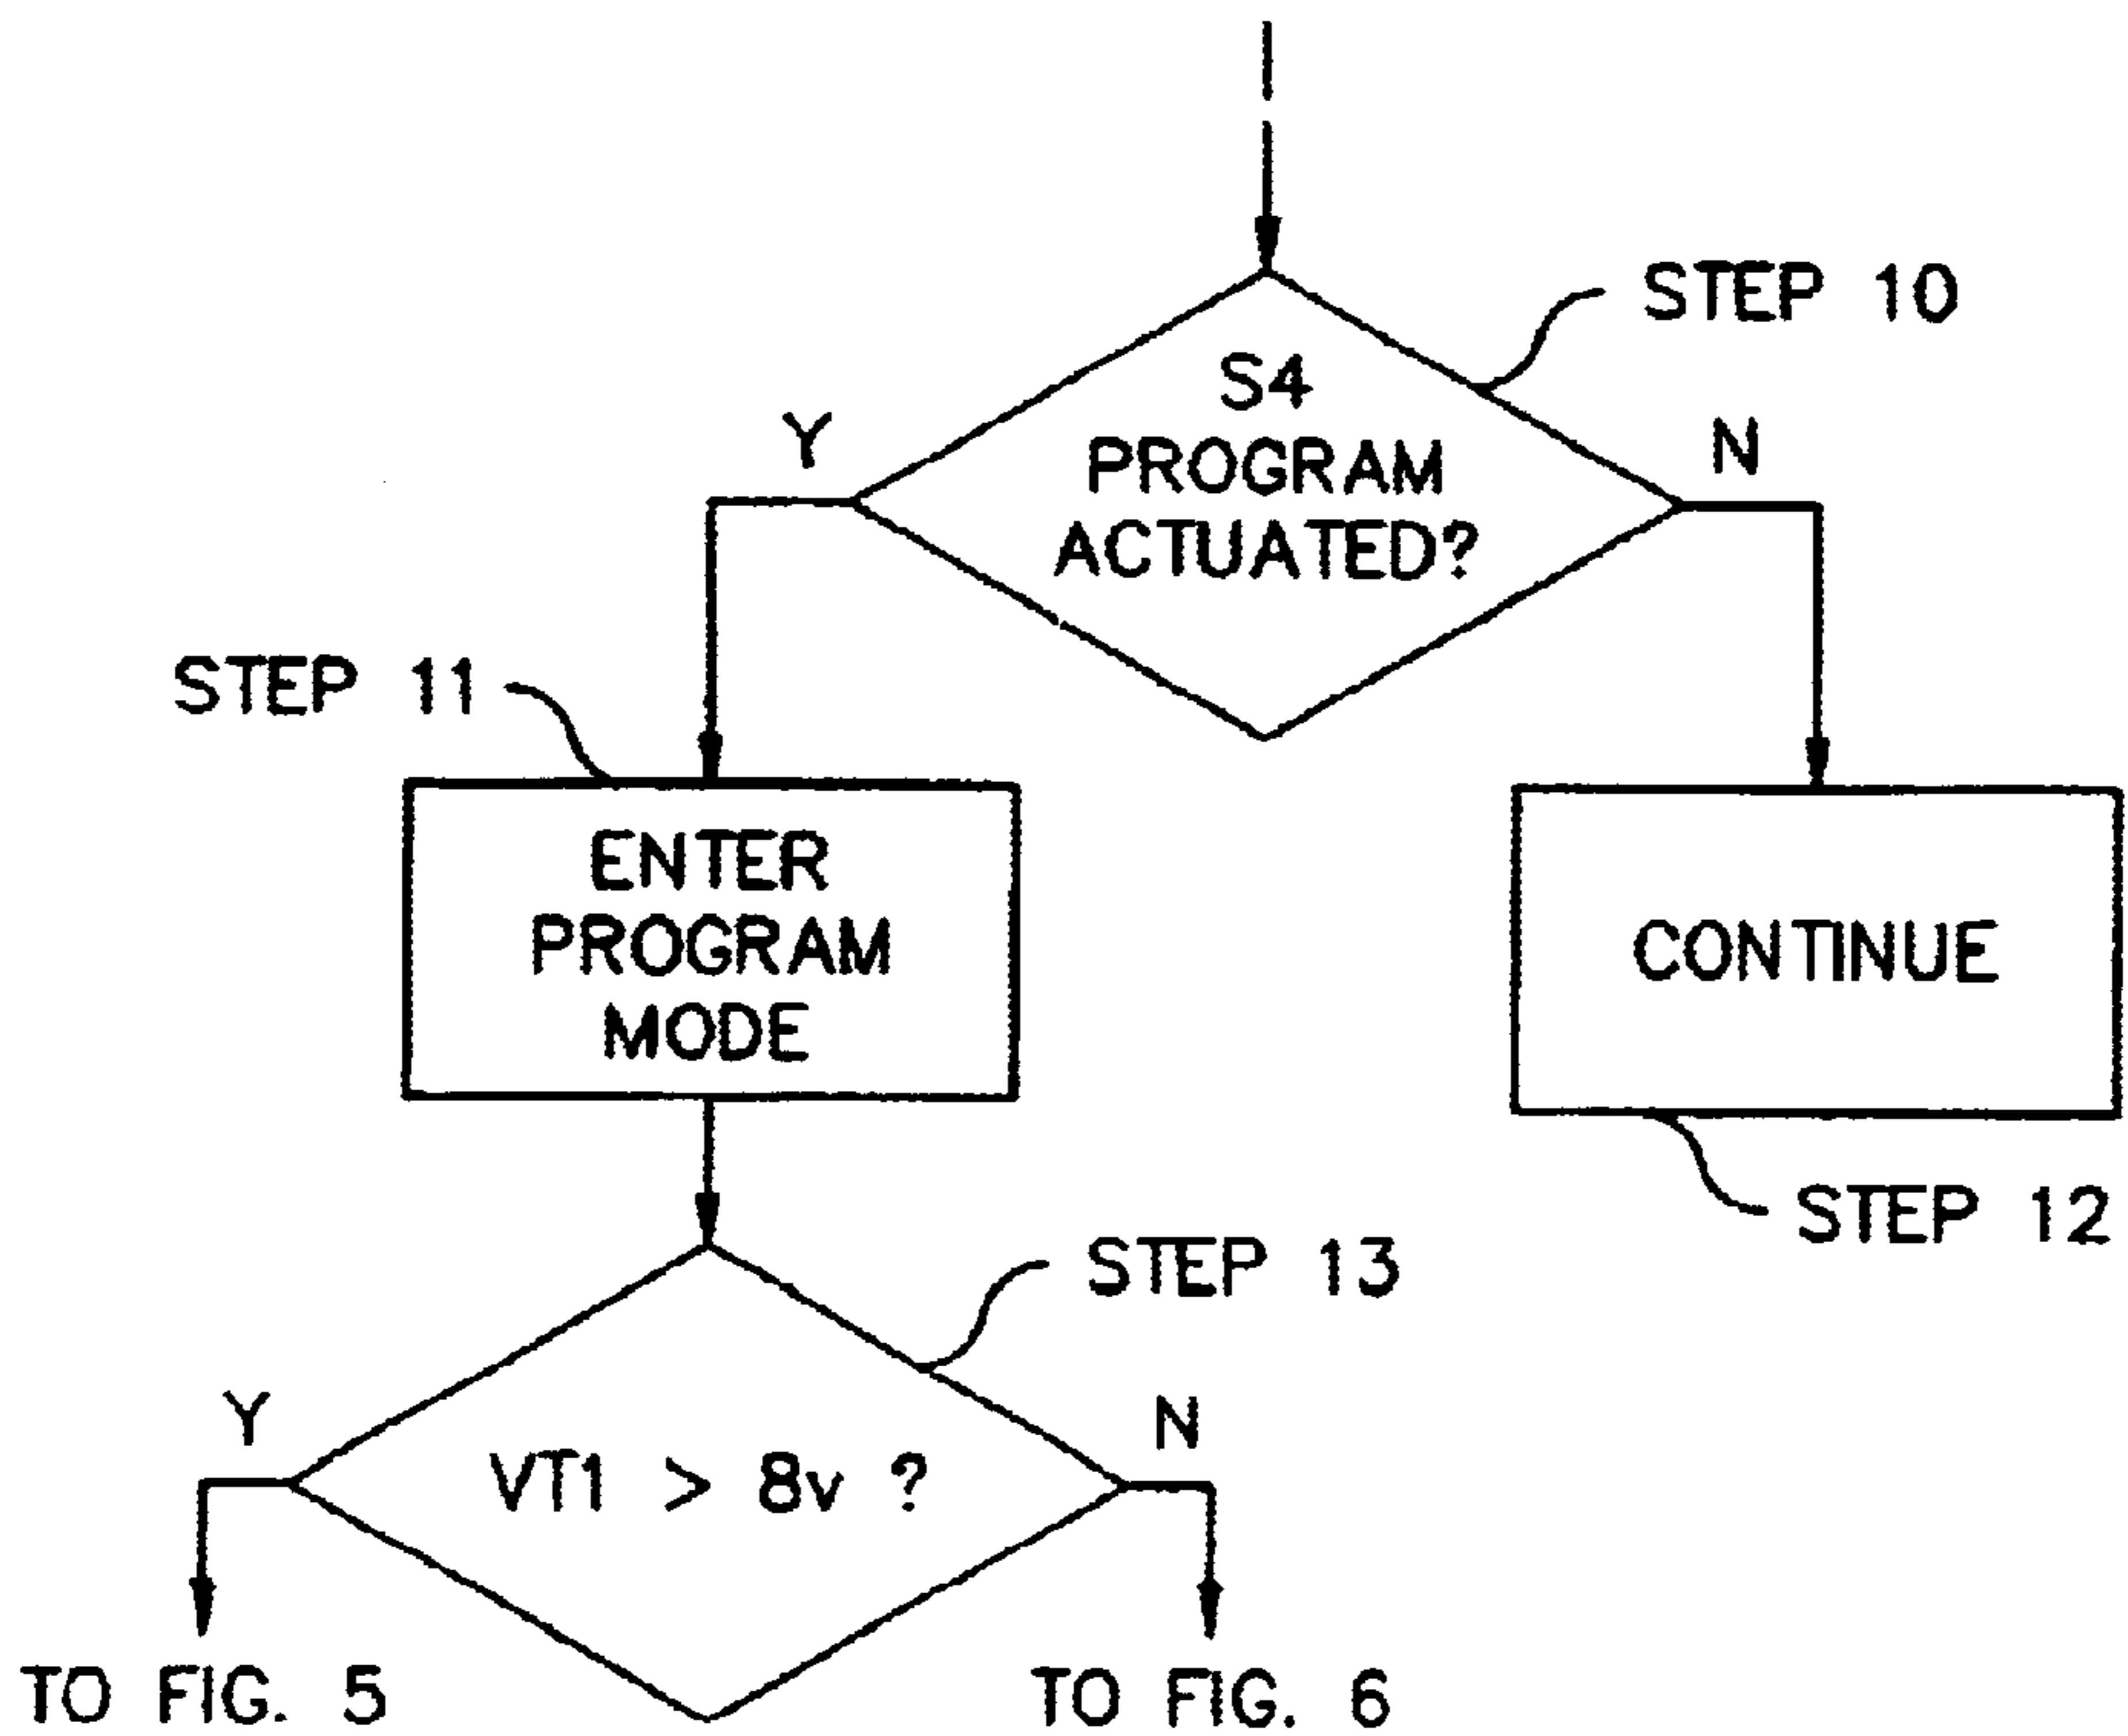 STEP 10
S4
PROGRAM
ACTUATED?
Y
N
STEP 11
ENTER
PROGRAM
MODE
CONTINUE
STEP 12
STEP 13
Y
N
VT1 > 8v ?
TO FIG. 5
TO FIG. 6